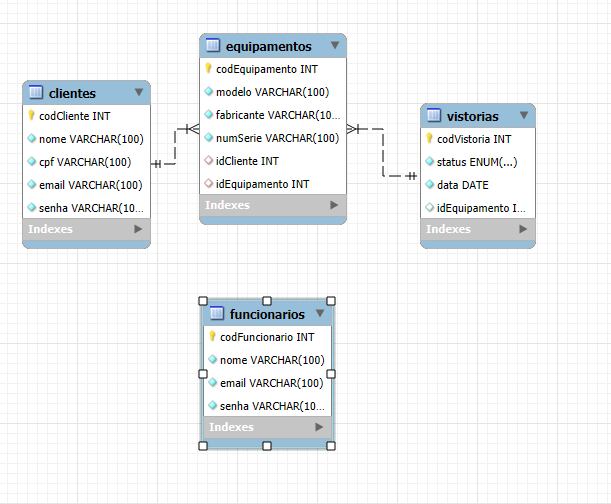 equipamentos
codEquipamento INT
modelo VARCHAR(100)
fabricante VARCHAR(10...
numSerie VARCHAR(100)
idCliente INT
idEquipamento INT
Indexes
clientes
codCliente INT
nome VARCHAR(100)
cpf VARCHAR(100)
email VARCHAR(100)
senha VARCHAR(10...
Indexes
vistorias
codVistoria INT
status ENUM(...)
data DATE
idEquipamento I...
Indexes
funcionarios
codFuncionario INT
nome VARCHAR(100)
email VARCHAR(100)
senha VARCHAR(10...
Indexes